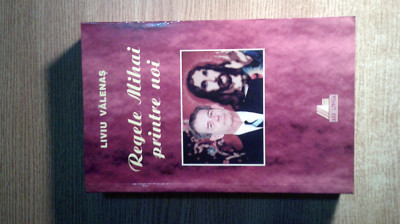 LIVIU VĂLENAȘ
Regele Mihai
printre noi